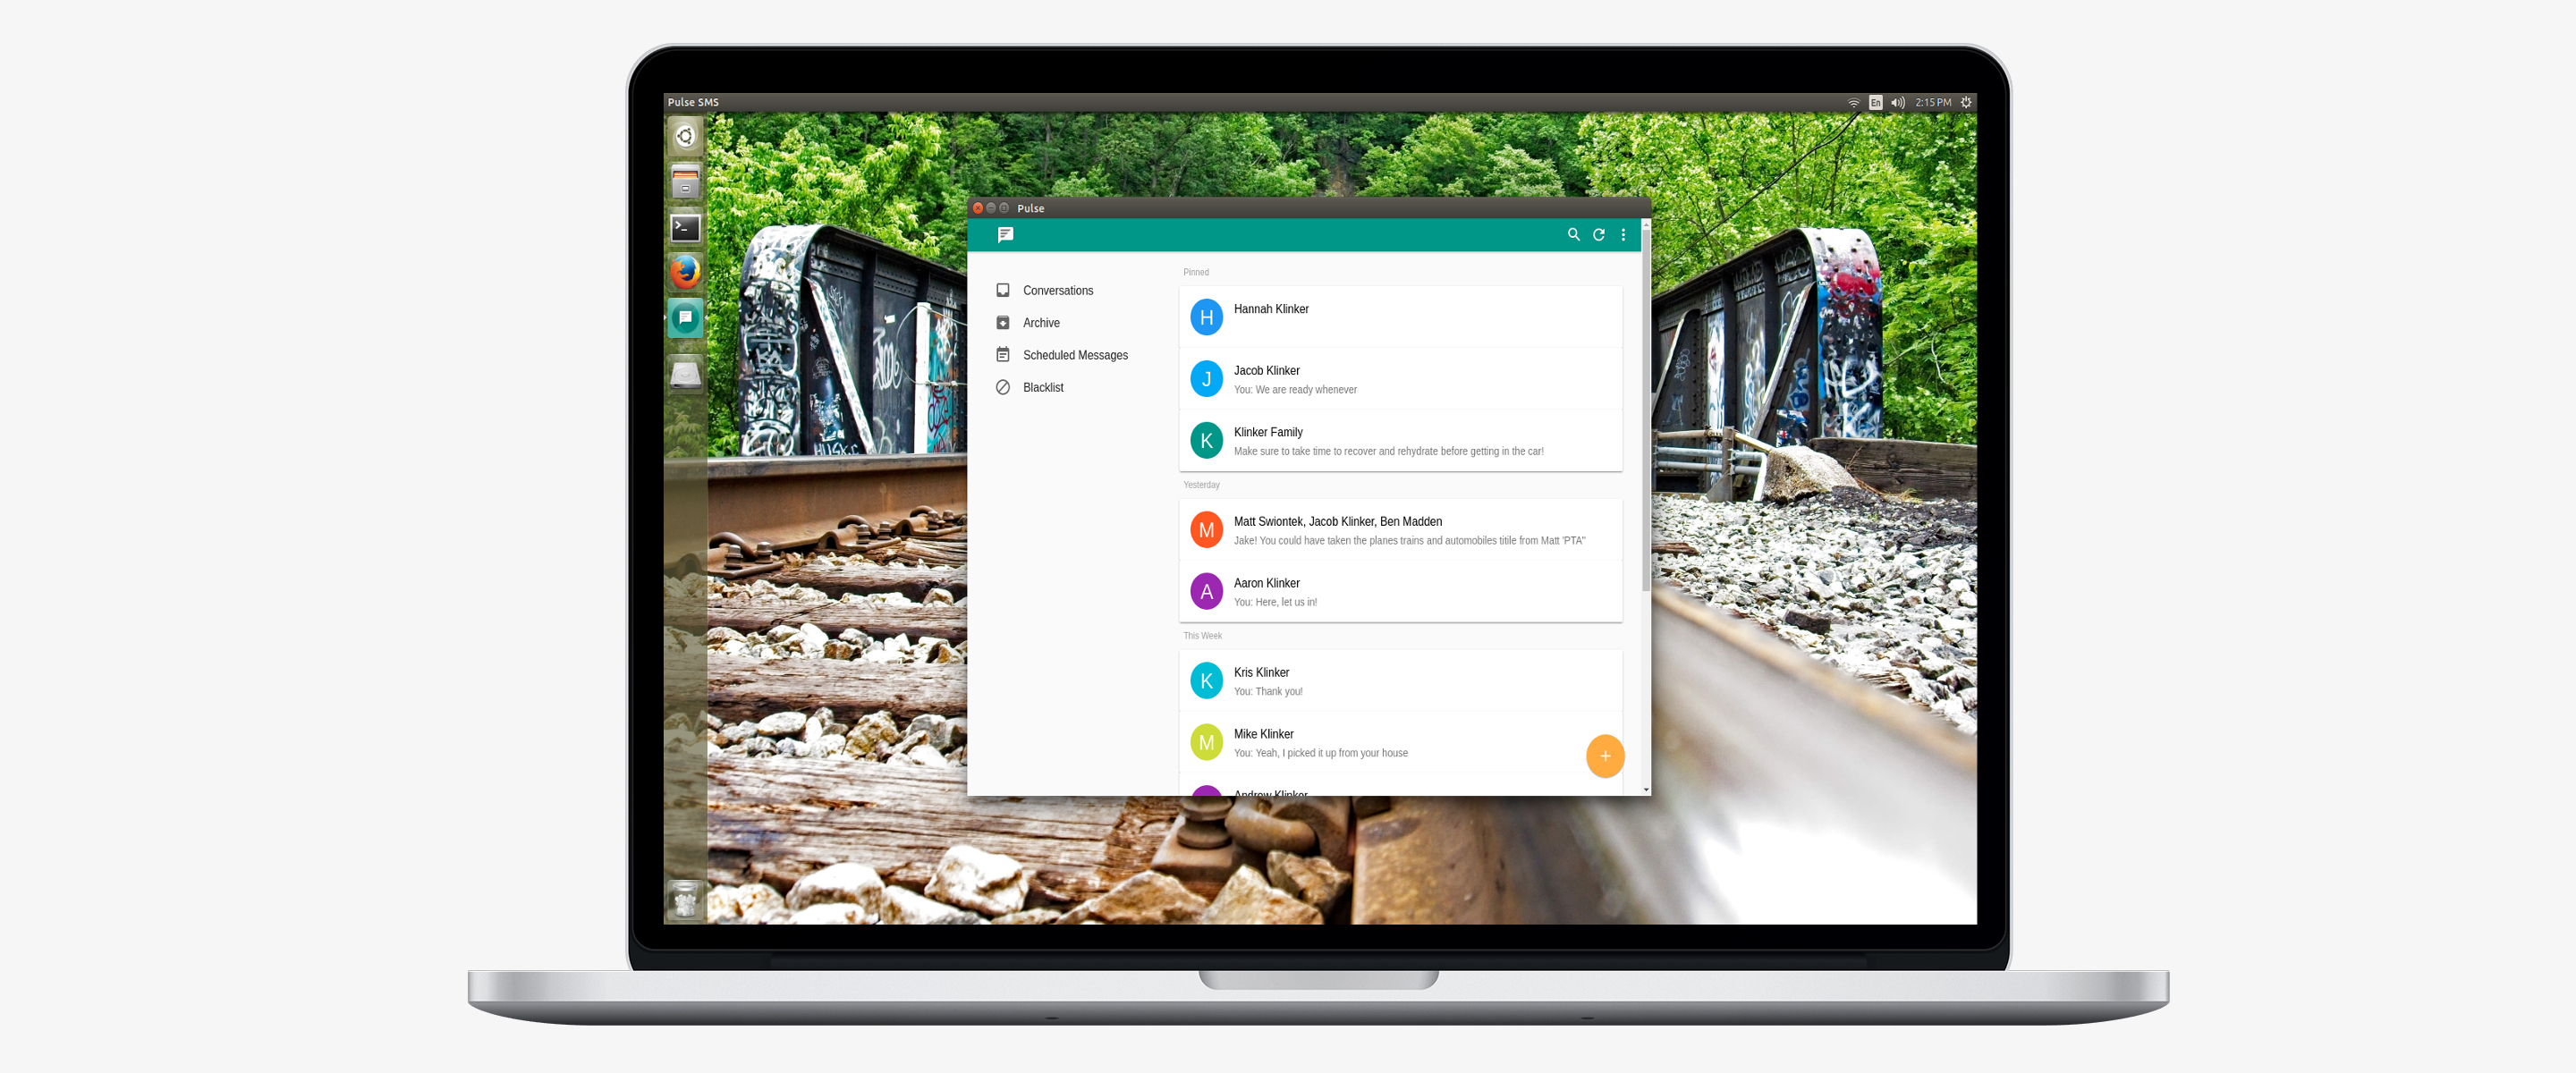 Pulse SMS
En
2:15 PM
Pulse
Conversations
Archive
Scheduled Messages
Blacklist
Pinned
H
Hannah Klinker
J
Jacob Klinker
You: We are ready whenever
K
Klinker Family
Make sure to take time to recover and rehydrate before getting in the car!
Yesterday
M
Matt Swiontek, Jacob Klinker, Ben Madden
Jake! You could have taken the planes trains and automobiles titile from Matt 'PTA"
A
Aaron Klinker
You: Here, let us in!
This Week
K
Kris Klinker
You: Thank you!
M
Mike Klinker
You: Yeah, I picked it up from your house
+
Andrew Klinker